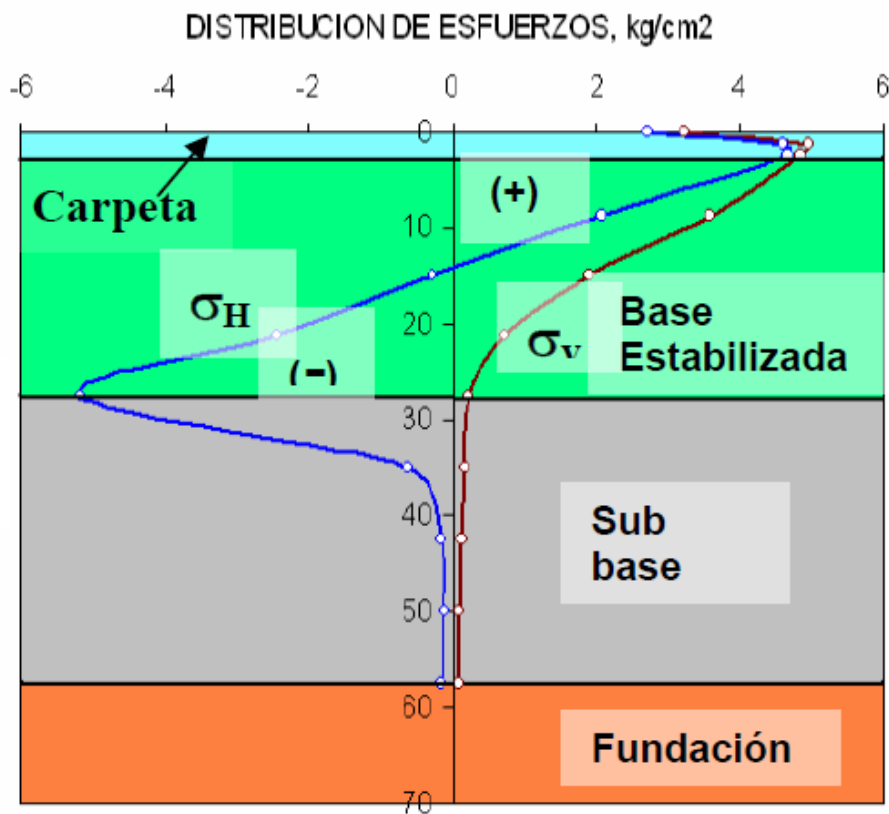 DISTRIBUCION DE ESFUERZOS, kg/cm2
-6 -4 -2 0 2 4 6
0
Carpeta
(+)
10
σH
20
σv
Base
Estabilizada
(-)
30
40
Sub
base
50
60
Fundación
70